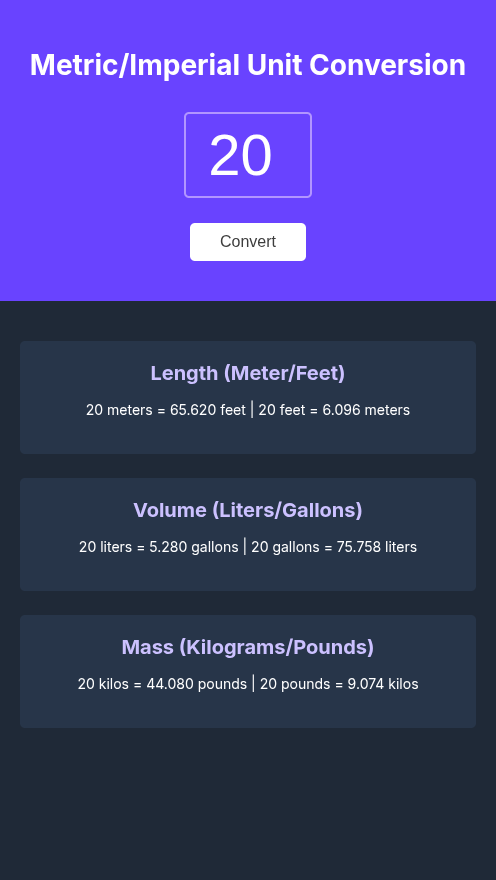 Metric/Imperial Unit Conversion
20
Convert
Length (Meter/Feet)
20 meters = 65.620 feet | 20 feet = 6.096 meters
Volume (Liters/Gallons)
20 liters = 5.280 gallons | 20 gallons = 75.758 liters
Mass (Kilograms/Pounds)
20 kilos = 44.080 pounds | 20 pounds = 9.074 kilos